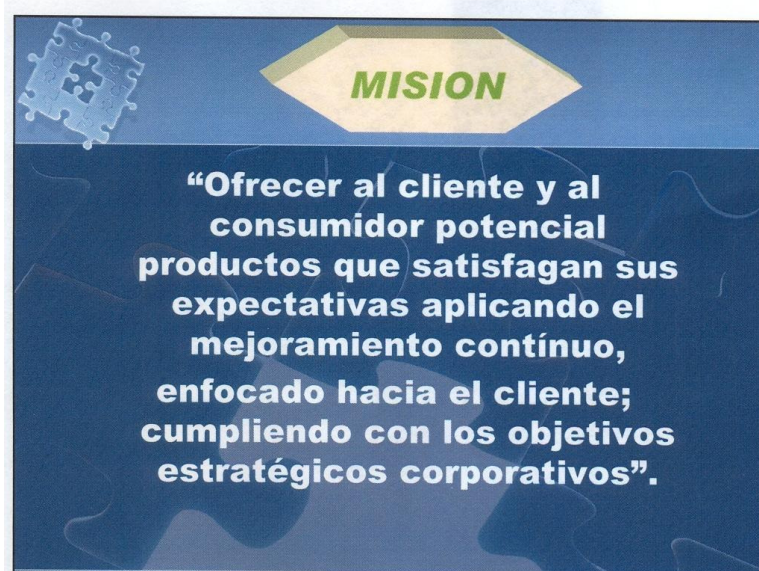 MISION
“Ofrecer al cliente y al
consumidor potencial
productos que satisfagan sus
expectativas aplicando el
mejoramiento contínuo,
enfocado hacia el cliente;
cumpliendo con los objetivos
estratégicos corporativos”.